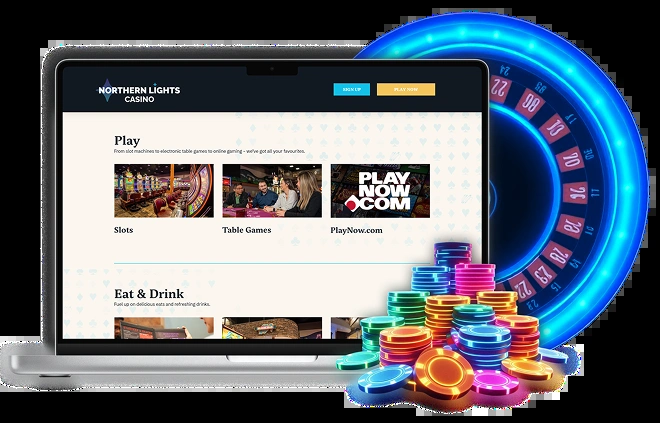 NORTHERN LIGHTS
CASINO
SIGN UP
PLAY NOW
Play
From slot machines to electronic table games to online gaming – we've got all your favourites.
PLAY
NOW
.COM
Slots
Table Games
PlayNow.com
Eat & Drink
Fuel up on delicious eats and refreshing drinks.